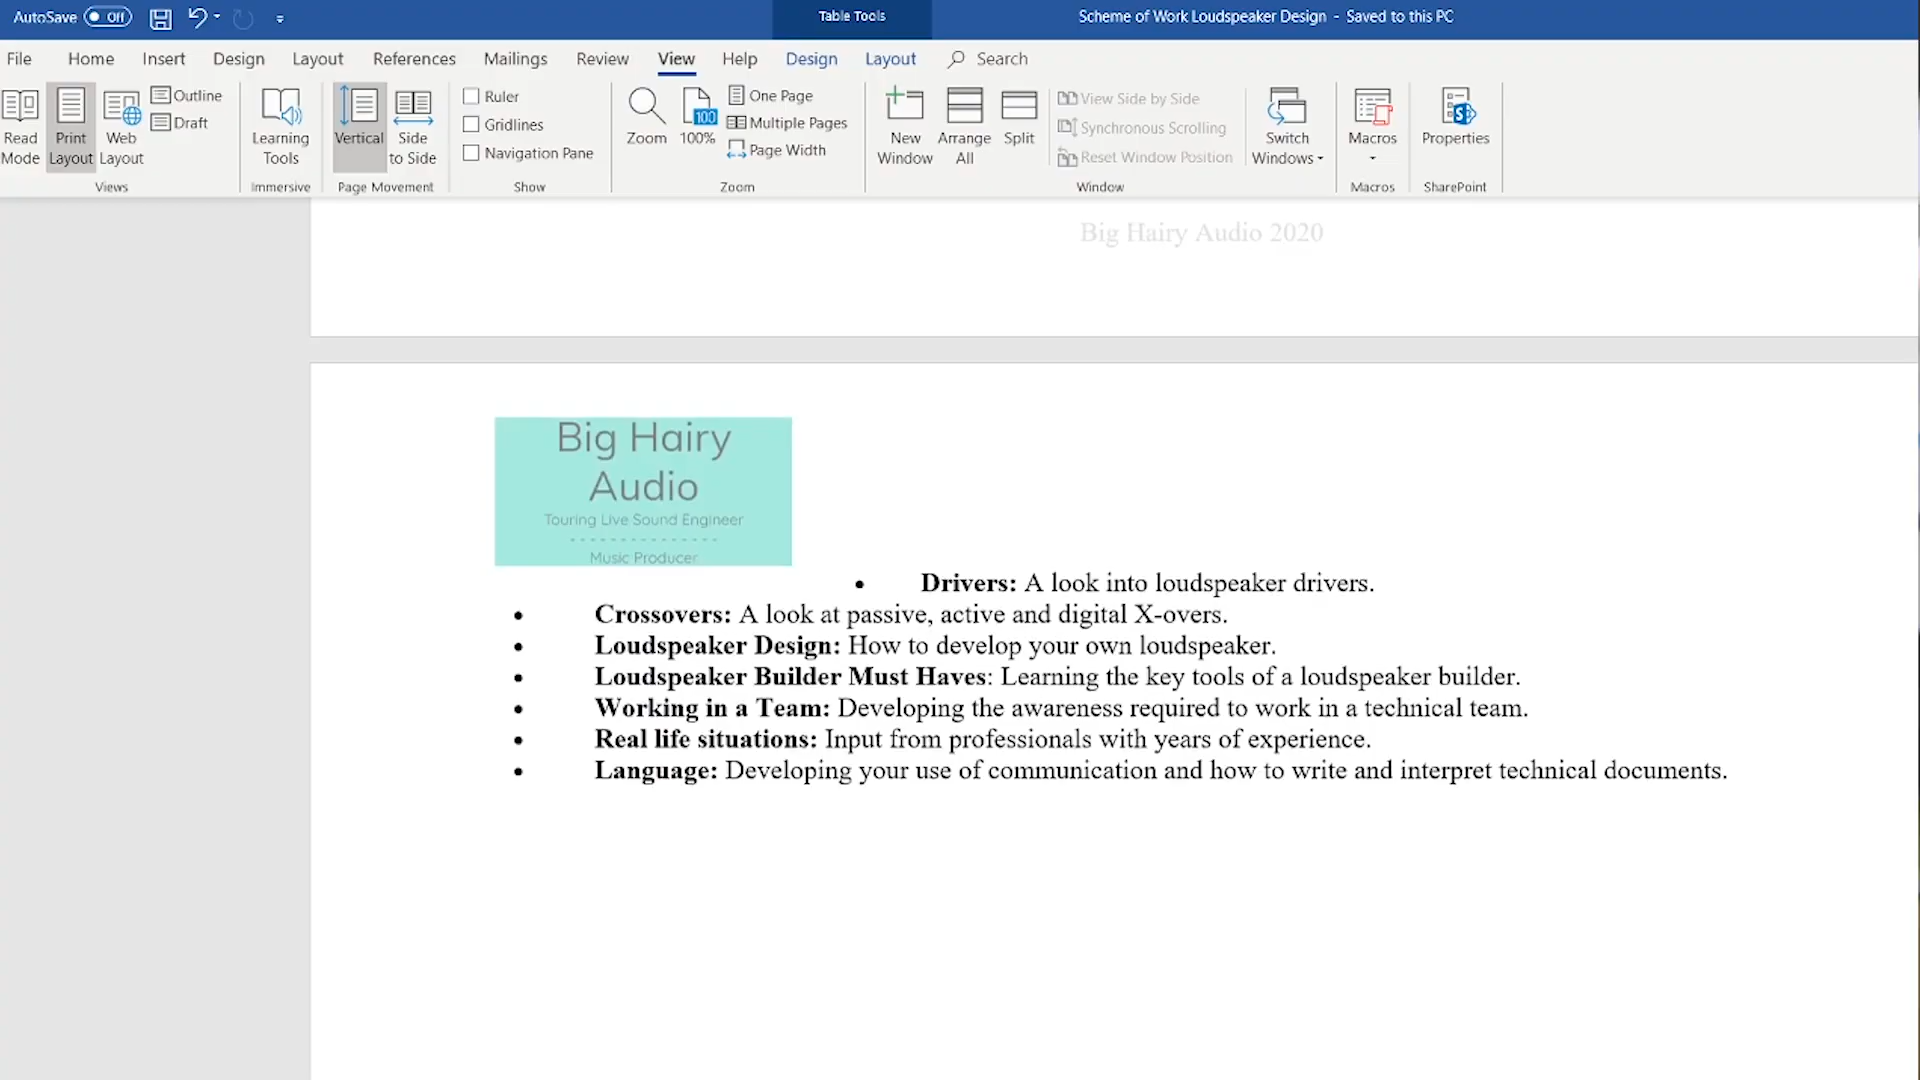 AutoSave Off
Table Tools
Scheme of Work Loudspeaker Design - Saved to this PC
File Home Insert Design Layout References Mailings Review View Help Design Layout Search
Read Mode
Print Layout
Web Layout
Outline
Draft
Views
Learning Tools
Immersive
Vertical
Side to Side
Page Movement
Ruler
Gridlines
Navigation Pane
Show
Zoom
100
100%
One Page
Multiple Pages
Page Width
Zoom
New Window
Arrange All
Split
View Side by Side
Synchronous Scrolling
Reset Window Position
Switch Windows
Window
Macros
Macros
Properties
SharePoint
Big Hairy Audio 2020
Big Hairy
Audio
Touring Live Sound Engineer
- - - - - - - - - - - - - -
Music Producer
• Drivers: A look into loudspeaker drivers.
• Crossovers: A look at passive, active and digital X-overs.
• Loudspeaker Design: How to develop your own loudspeaker.
• Loudspeaker Builder Must Haves: Learning the key tools of a loudspeaker builder.
• Working in a Team: Developing the awareness required to work in a technical team.
• Real life situations: Input from professionals with years of experience.
• Language: Developing your use of communication and how to write and interpret technical documents.